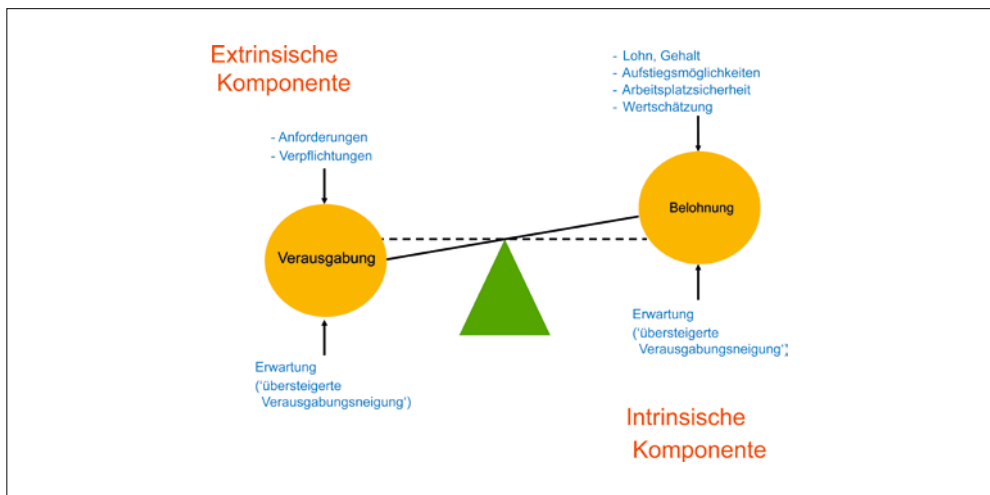 Extrinsische
Komponente
- Anforderungen
- Verpflichtungen
Verausgabung
Erwartung
('übersteigerte
Verausgabungsneigung')
- Lohn, Gehalt
- Aufstiegsmöglichkeiten
- Arbeitsplatzsicherheit
- Wertschätzung
Belohnung
Erwartung
('übersteigerte
Verausgabungsneigung')
Intrinsische
Komponente